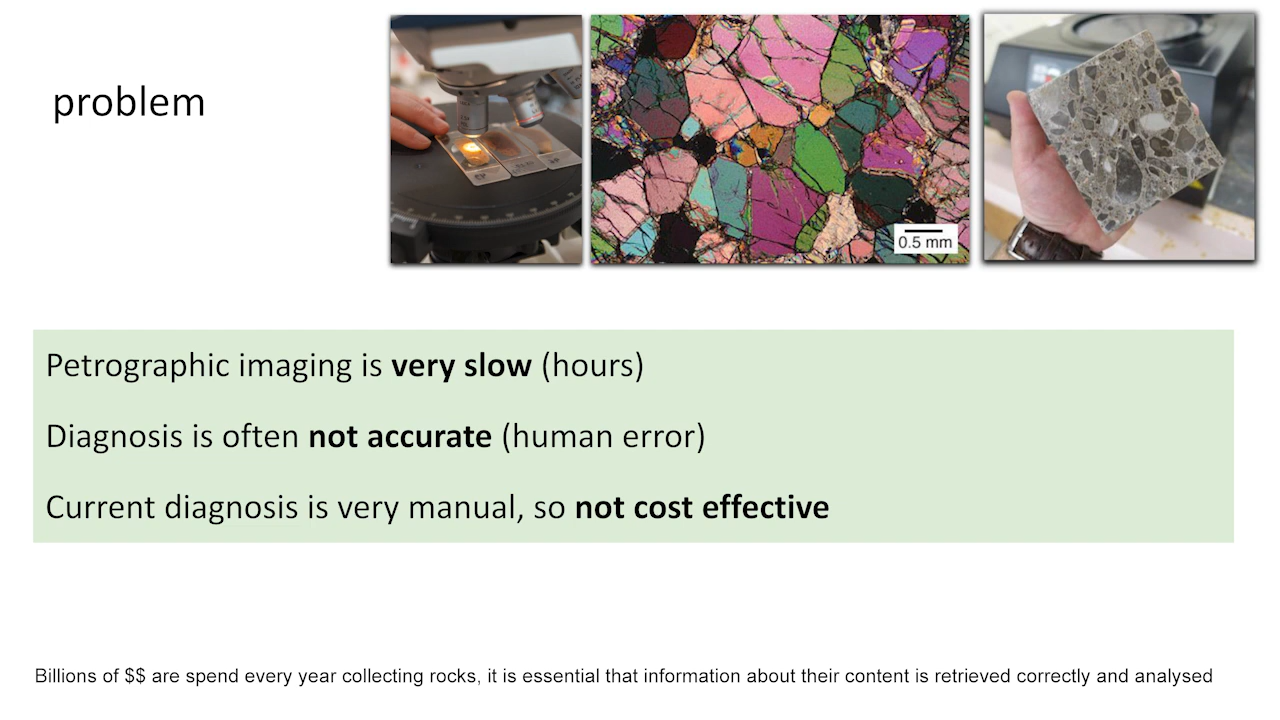 problem
0.5 mm
Petrographic imaging is very slow (hours)
Diagnosis is often not accurate (human error)
Current diagnosis is very manual, so not cost effective
Billions of $$ are spend every year collecting rocks, it is essential that information about their content is retrieved correctly and analysed